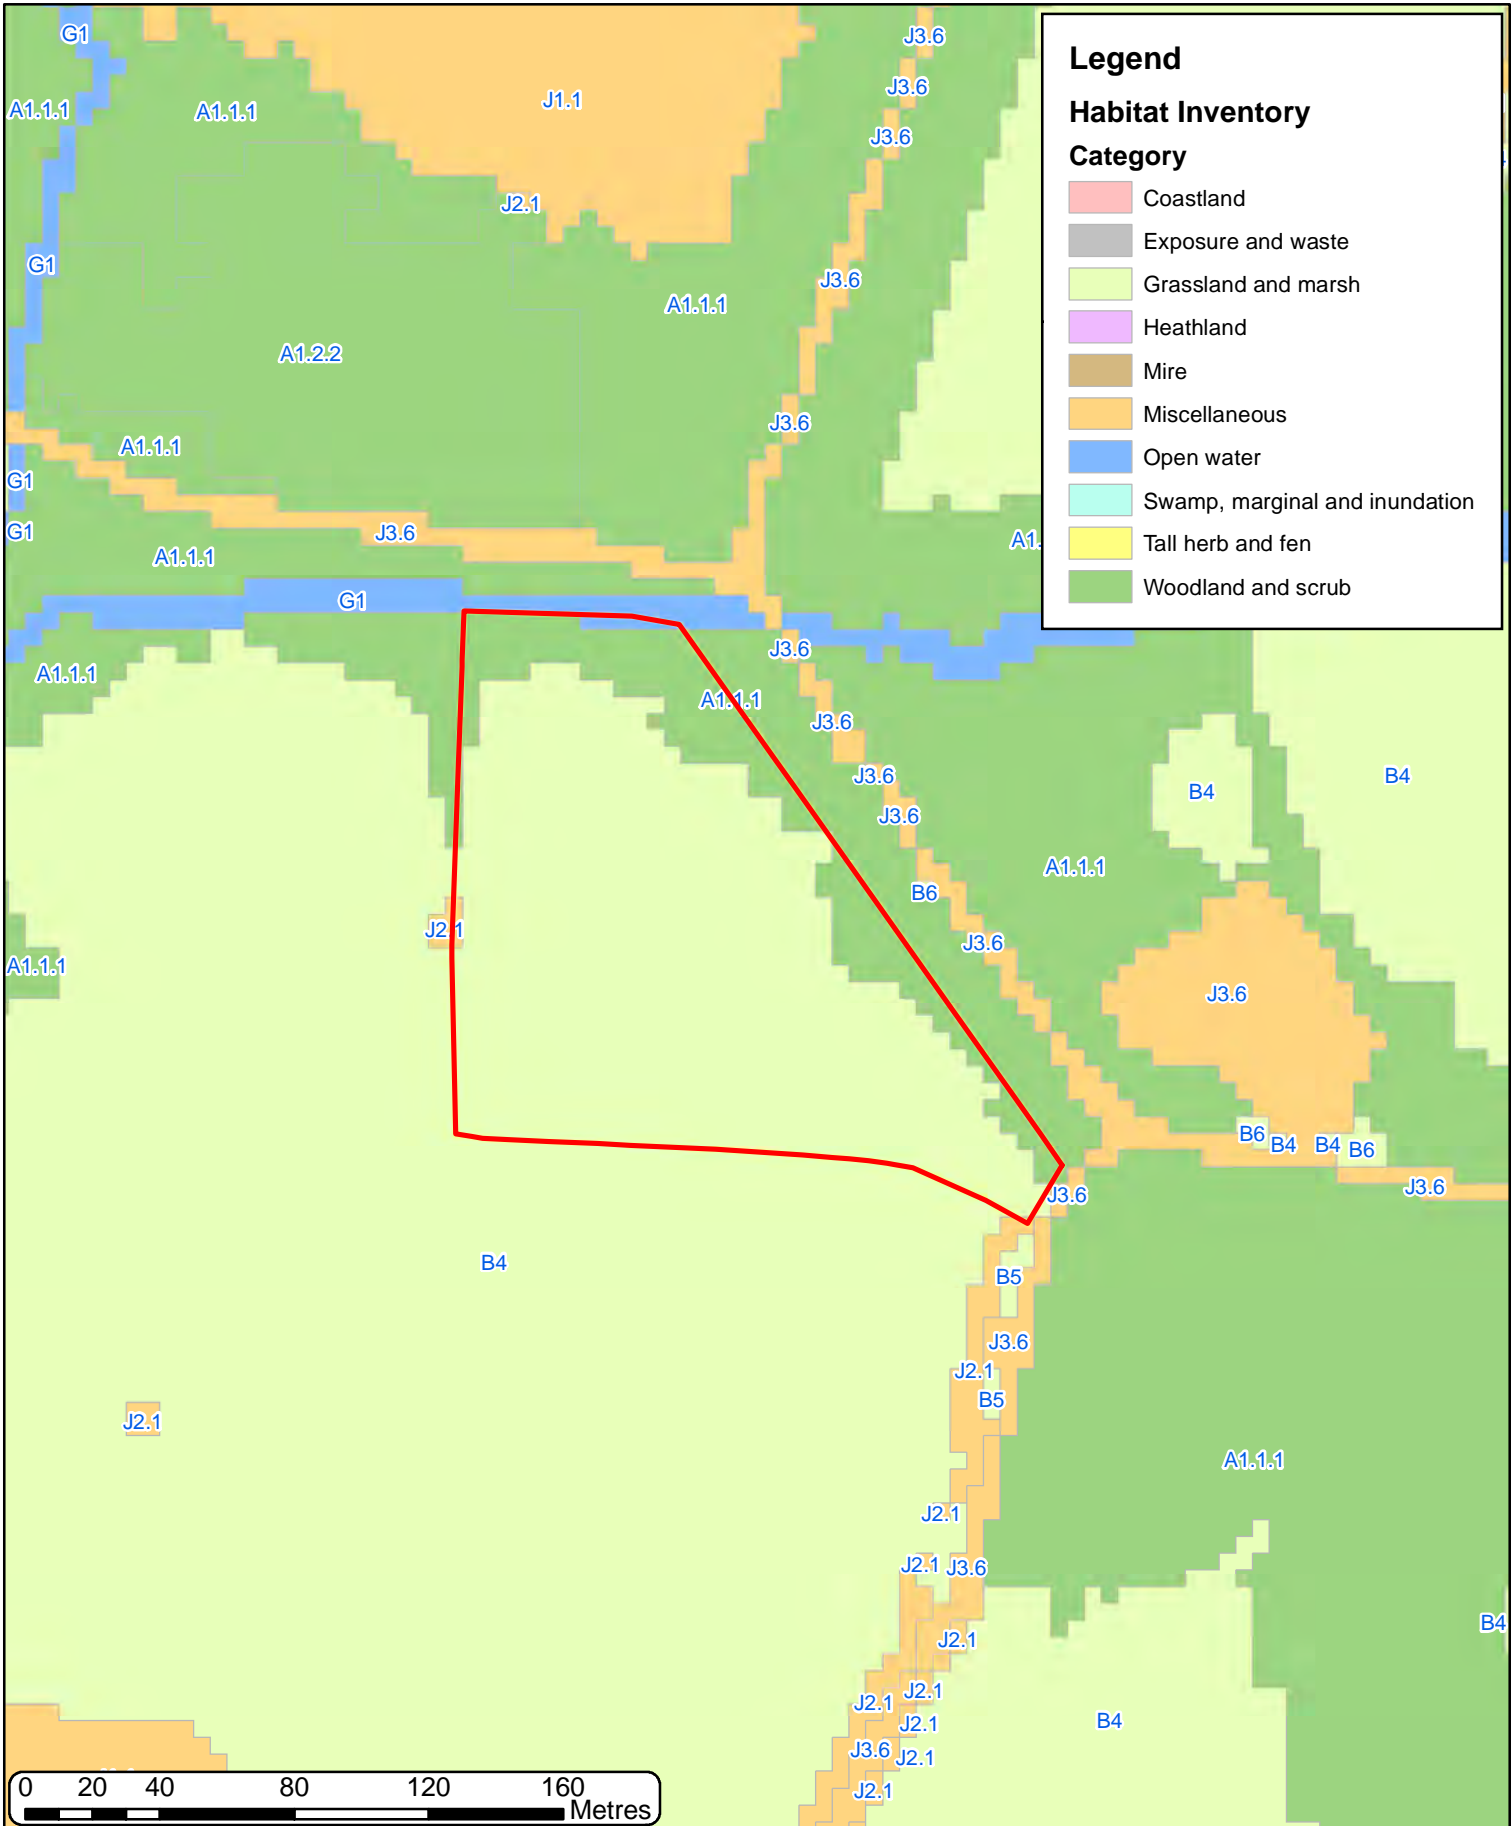 G1
J3.6
Legend
J3.6
Habitat Inventory
A1.1.1
A1.1.1
J1.1
J3.6
Category
Coastland
J2.1
Exposure and waste
G1
J3.6
Grassland and marsh
A1.1.1
Heathland
A1.2.2
Mire
J3.6
Miscellaneous
A1.1.1
Open water
G1
Swamp, marginal and inundation
G1
J3.6
A1.
Tall herb and fen
A1.1.1
Woodland and scrub
G1
J3.6
A1.1.1
A1.1.1
J3.6
J3.6
B4
B4
J3.6
A1.1.1
B6
J2.1
J3.6
A1.1.1
J3.6
B6
B4
B4
B6
J3.6
J3.6
B4
B5
J3.6
J2.1
B5
J2.1
A1.1.1
J2.1
J2.1
J3.6
B4
J2.1
J2.1
J2.1
B4
J2.1
J3.6
J2.1
J2.1
0 20 40 80 120 160
Metres